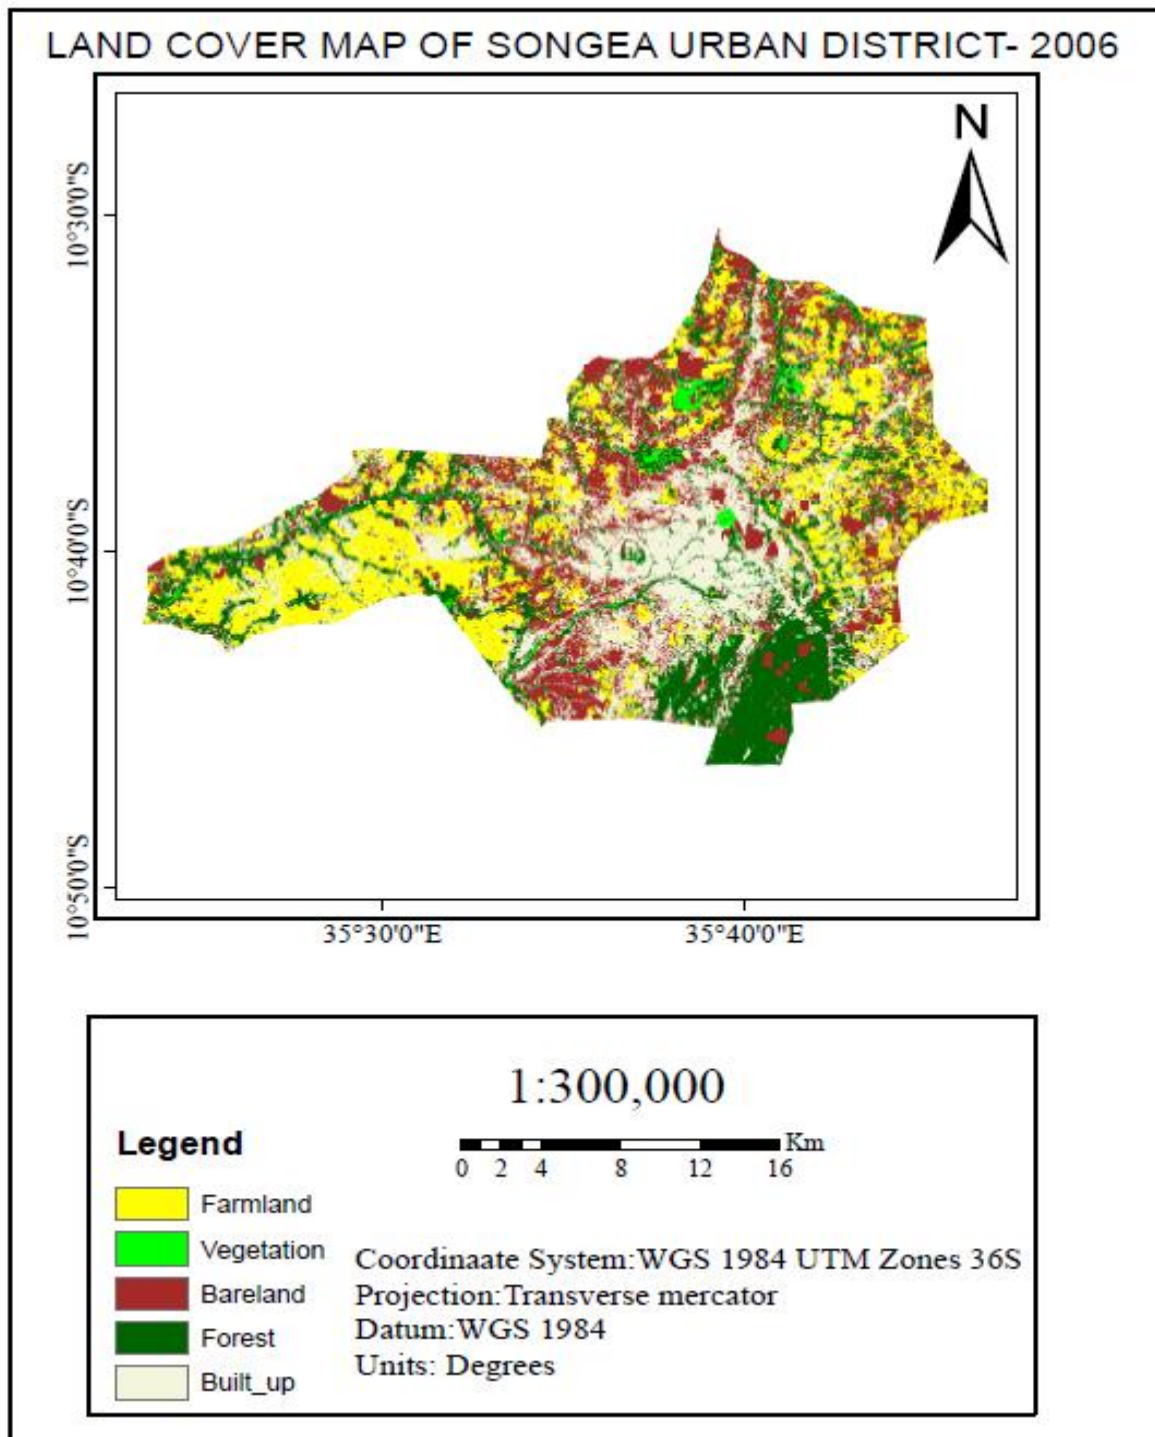 LAND COVER MAP OF SONGEA URBAN DISTRICT- 2006
N
10°30'0"S
10°40'0"S
10°50'0"S
35°30'0"E
35°40'0"E
1:300,000
Legend
Km
0 2 4 8 12 16
Farmland
Vegetation
Bareland
Forest
Built_up
Coordinaate System:WGS 1984 UTM Zones 36S
Projection:Transverse mercator
Datum:WGS 1984
Units: Degrees